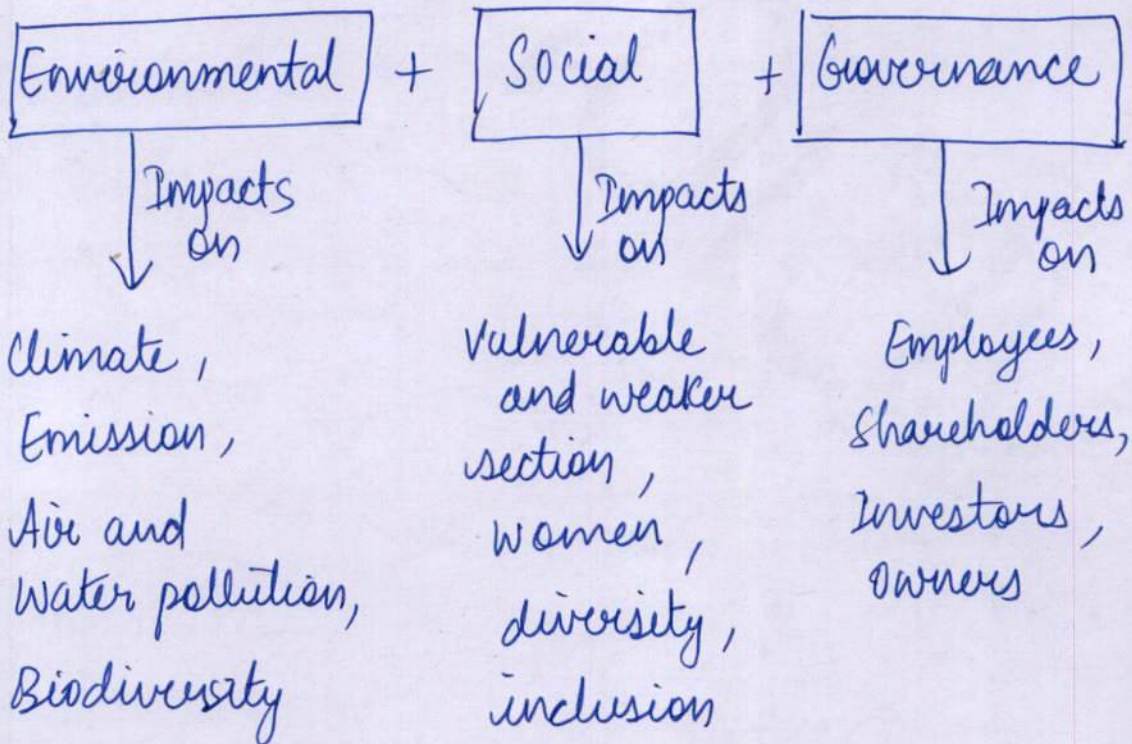 Environmental + Social + Governance
Impacts on
Climate,
Emission,
Air and
Water pollution,
Biodiversity
Impacts on
Vulnerable
and weaker
section,
women,
diversity,
inclusion
Impacts on
Employees,
Shareholders,
Investors,
owners